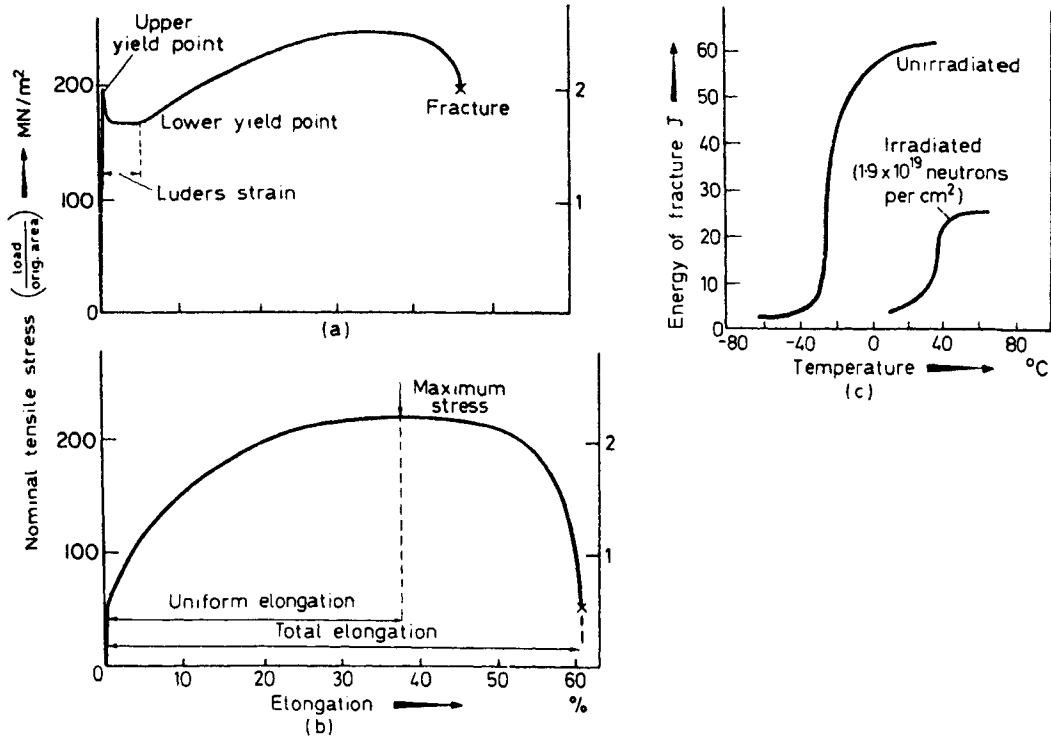 Nominal tensile stress (load / orig. area) MN/m²
Upper
yield point
200
100
0
2
1
Lower yield point
Luders strain
Fracture
(a)
Maximum
stress
200
100
0
2
1
Uniform elongation
Total elongation
10
20
30
40
50
60
Elongation
%
(b)
Energy of fracture J
60
50
40
30
20
10
0
Unirradiated
Irradiated
(1·9 x 10¹⁹ neutrons
per cm²)
-80
-40
0
40
80
Temperature
°C
(c)